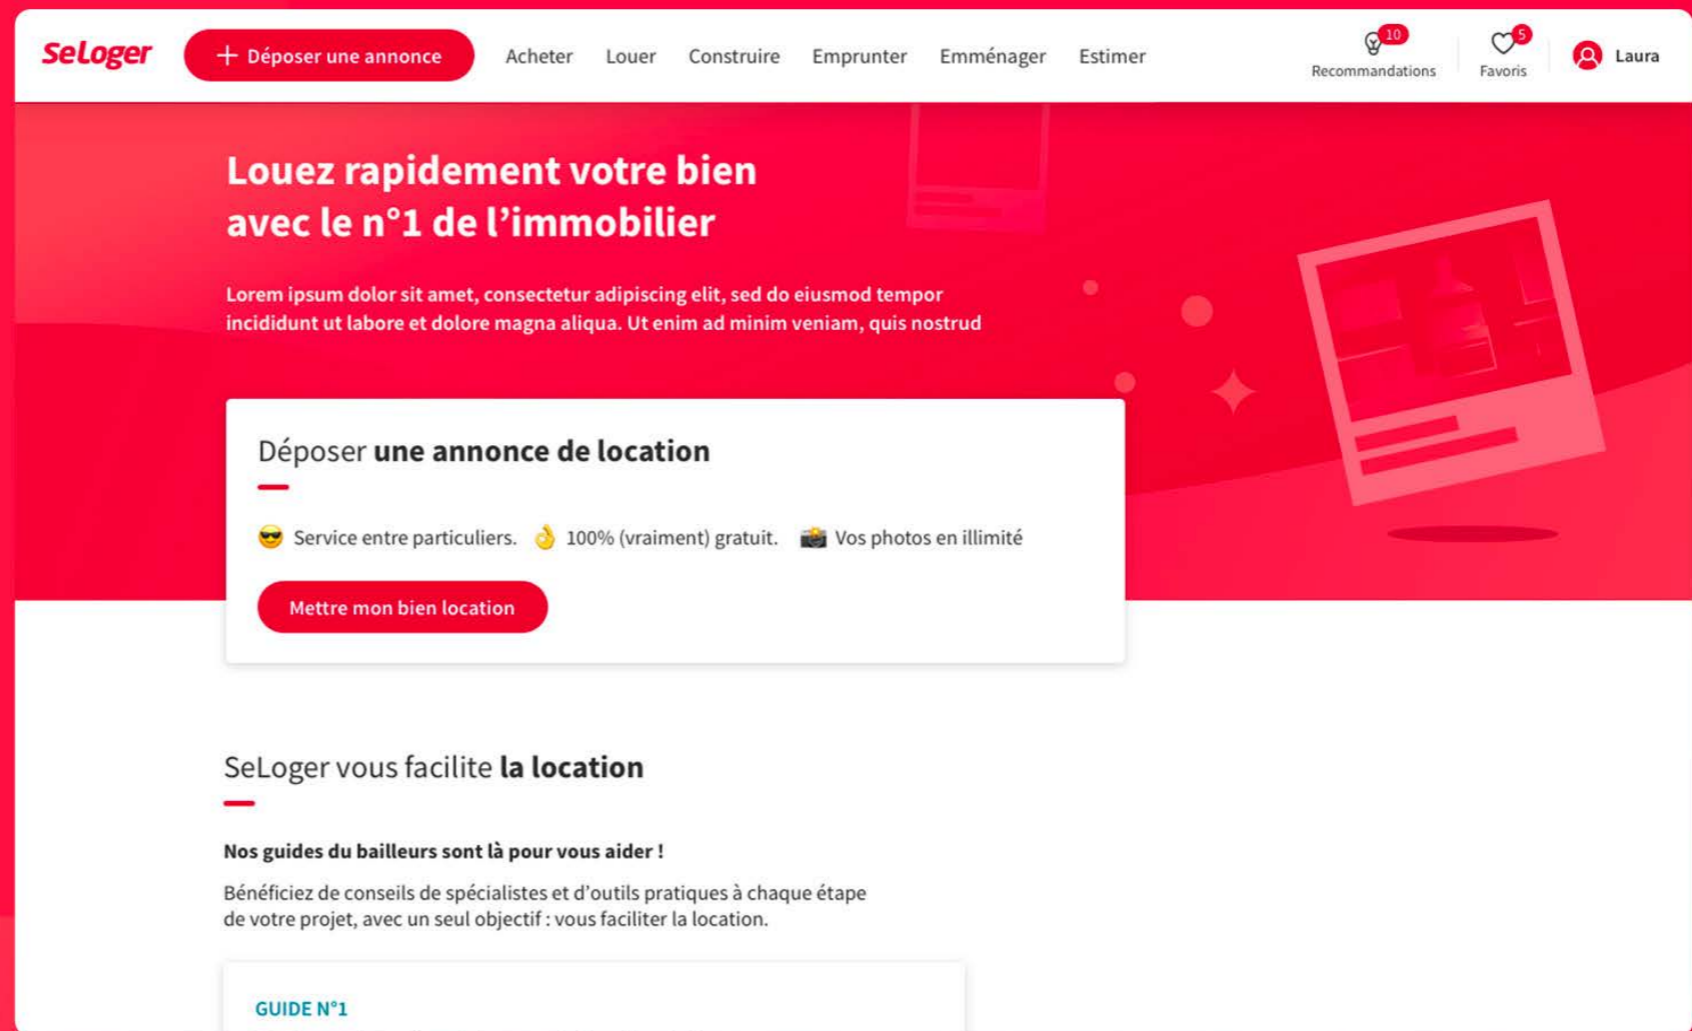 SeLoger
Déposer une annonce
Acheter
Louer
Construire
Emprunter
Emménager
Estimer
10
Recommandations
5
Favoris
Laura
Louez rapidement votre bien
avec le n°1 de l’immobilier
Lorem ipsum dolor sit amet, consectetur adipiscing elit, sed do eiusmod tempor
incididunt ut labore et dolore magna aliqua. Ut enim ad minim veniam, quis nostrud
Déposer une annonce de location
😎 Service entre particuliers. 👌 100% (vraiment) gratuit. 📸 Vos photos en illimité
Mettre mon bien location
SeLoger vous facilite la location
Nos guides du bailleurs sont là pour vous aider !
Bénéficiez de conseils de spécialistes et d’outils pratiques à chaque étape
de votre projet, avec un seul objectif : vous faciliter la location.
GUIDE N°1